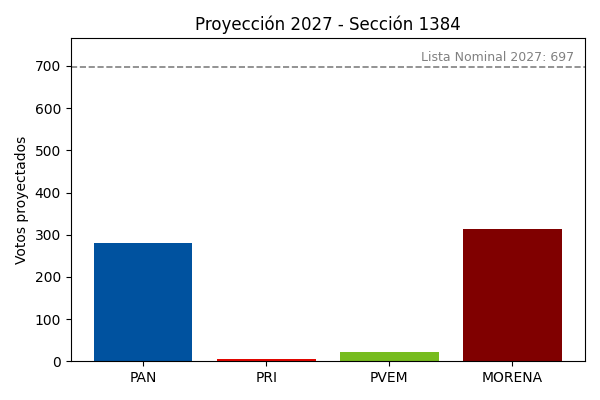 Proyección 2027 - Sección 1384
Lista Nominal 2027: 697
Votos proyectados
700
600
500
400
300
200
100
0
PAN PRI PVEM MORENA